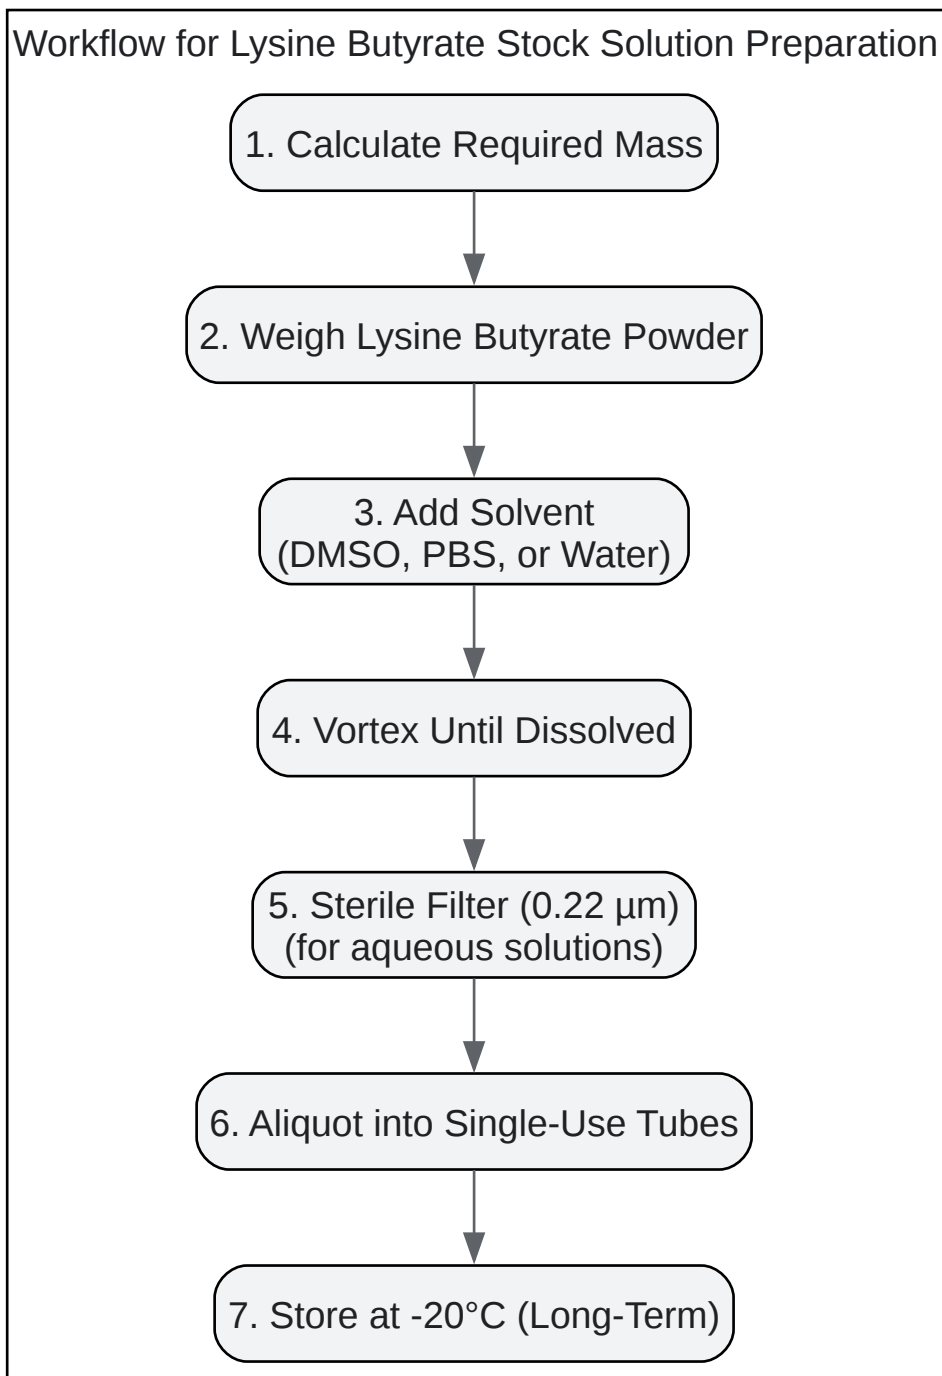 Workflow for Lysine Butyrate Stock Solution Preparation
1. Calculate Required Mass
2. Weigh Lysine Butyrate Powder
3. Add Solvent
(DMSO, PBS, or Water)
4. Vortex Until Dissolved
5. Sterile Filter (0.22 µm)
(for aqueous solutions)
6. Aliquot into Single-Use Tubes
7. Store at -20°C (Long-Term)